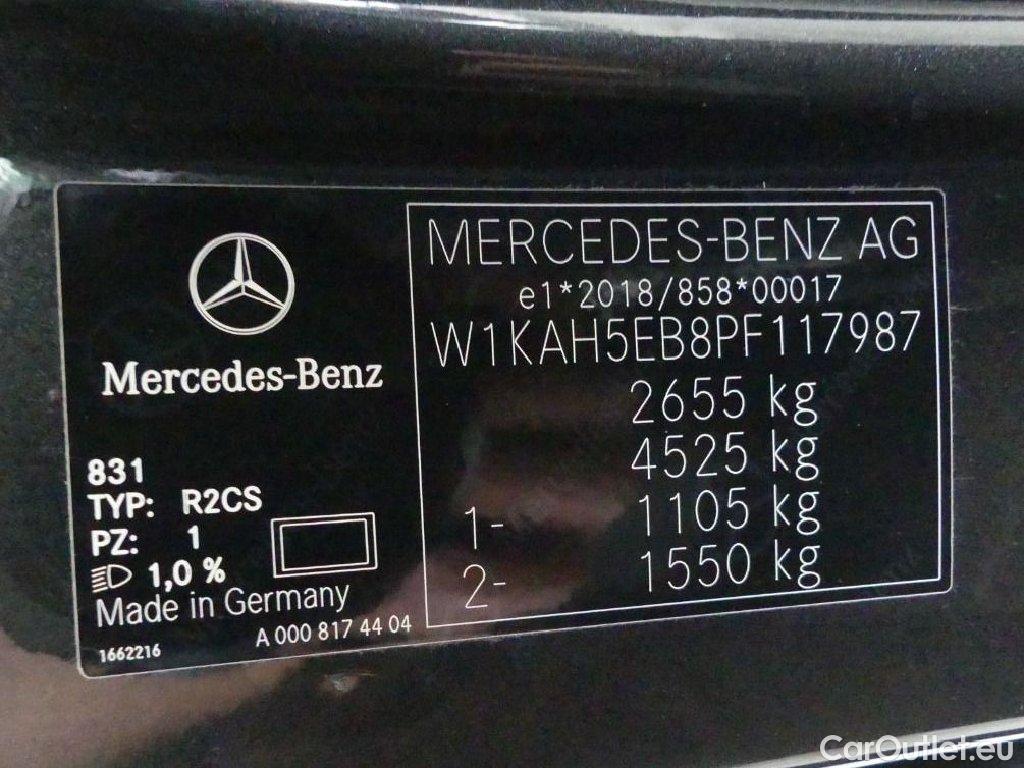 Mercedes-Benz
831
TYP: R2CS
PZ: 1
1,0 %
Made in Germany
A 000 817 44 04
1662216
MERCEDES-BENZ AG
e1*2018/858*00017
W1KAH5EB8PF117987
2655 kg
4525 kg
1- 1105 kg
2- 1550 kg
CarOutlet.eu